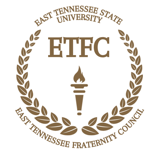 EAST TENNESSEE STATE
UNIVERSITY
ETFC
EAST TENNESSEE FRATERNITY COUNCIL